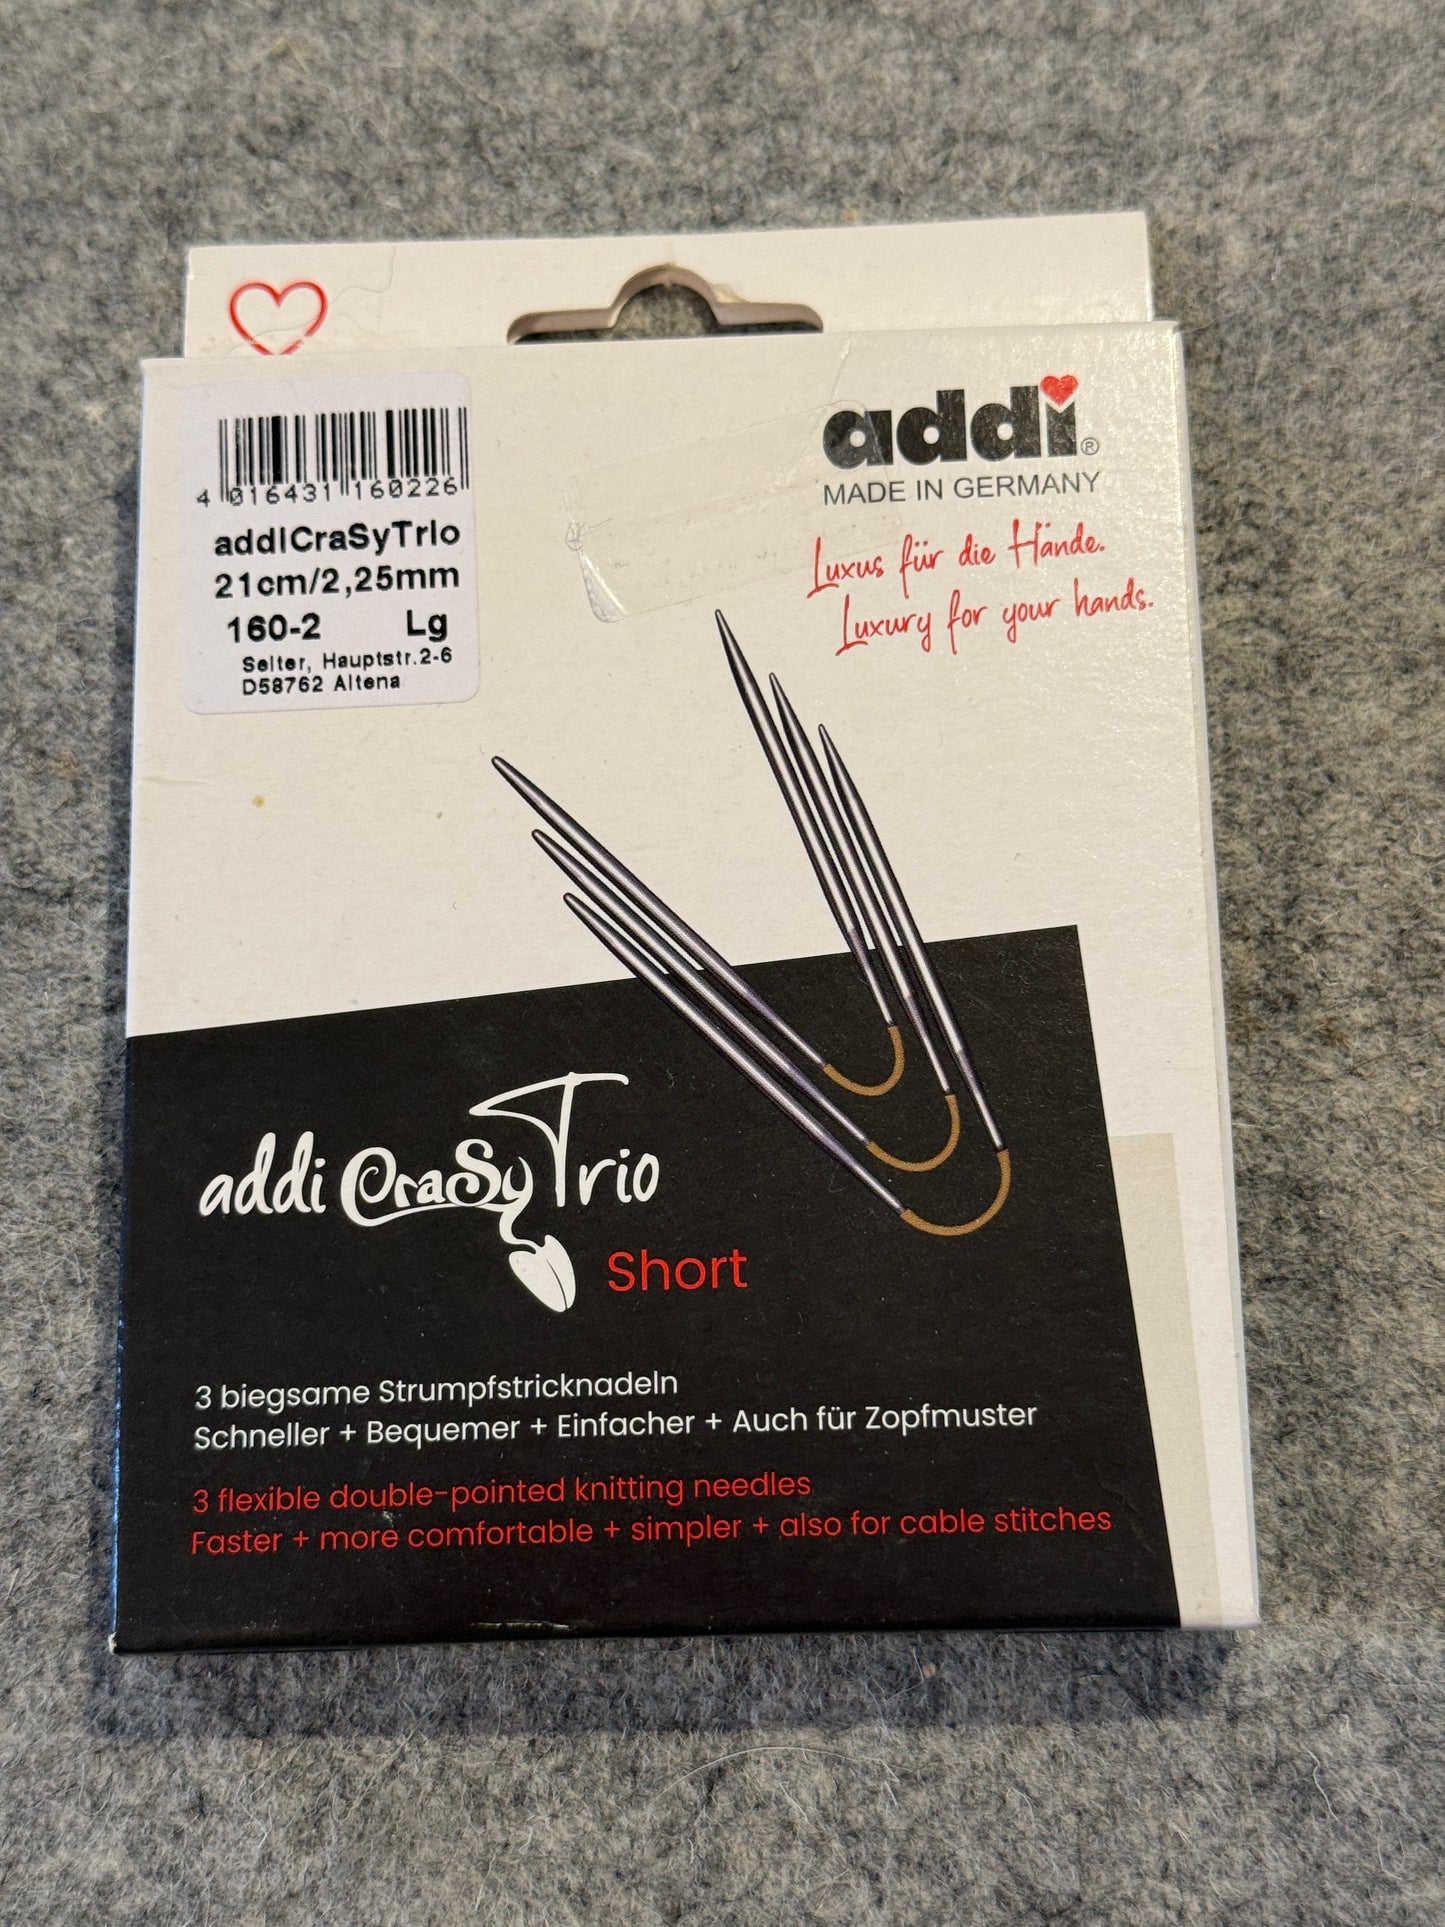 4 016431 160226
addiCraSyTrio
21cm/2,25mm
160-2 Lg
Selter, Hauptstr.2-6
D58762 Altena
addi®
MADE IN GERMANY
Luxus für die Hände.
Luxury for your hands.
addi CraSyTrio
Short
3 biegsame Strumpfstricknadeln
Schneller + Bequemer + Einfacher + Auch für Zopfmuster
3 flexible double-pointed knitting needles
Faster + more comfortable + simpler + also for cable stitches